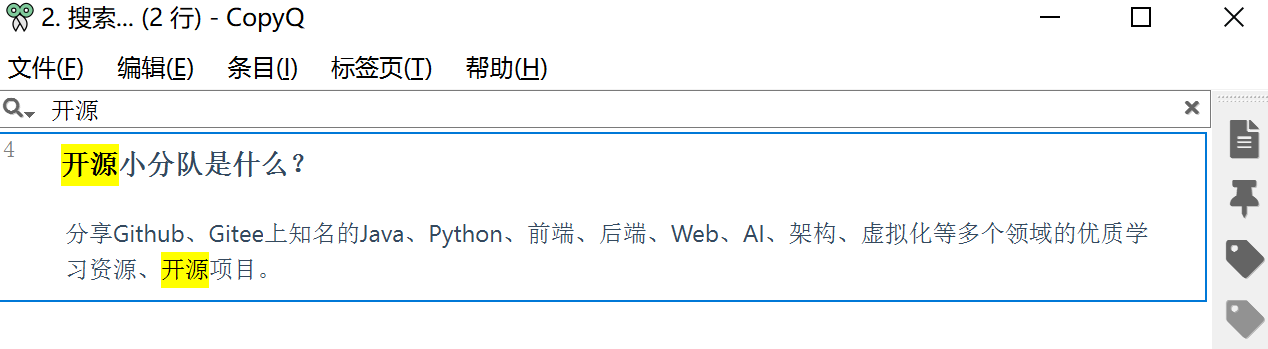 2. 搜索... (2 行) - CopyQ
文件(F) 编辑(E) 条目(I) 标签页(T) 帮助(H)
开源
4
开源小分队是什么？
分享Github、Gitee上知名的Java、Python、前端、后端、Web、AI、架构、虚拟化等多个领域的优质学
习资源、开源项目。